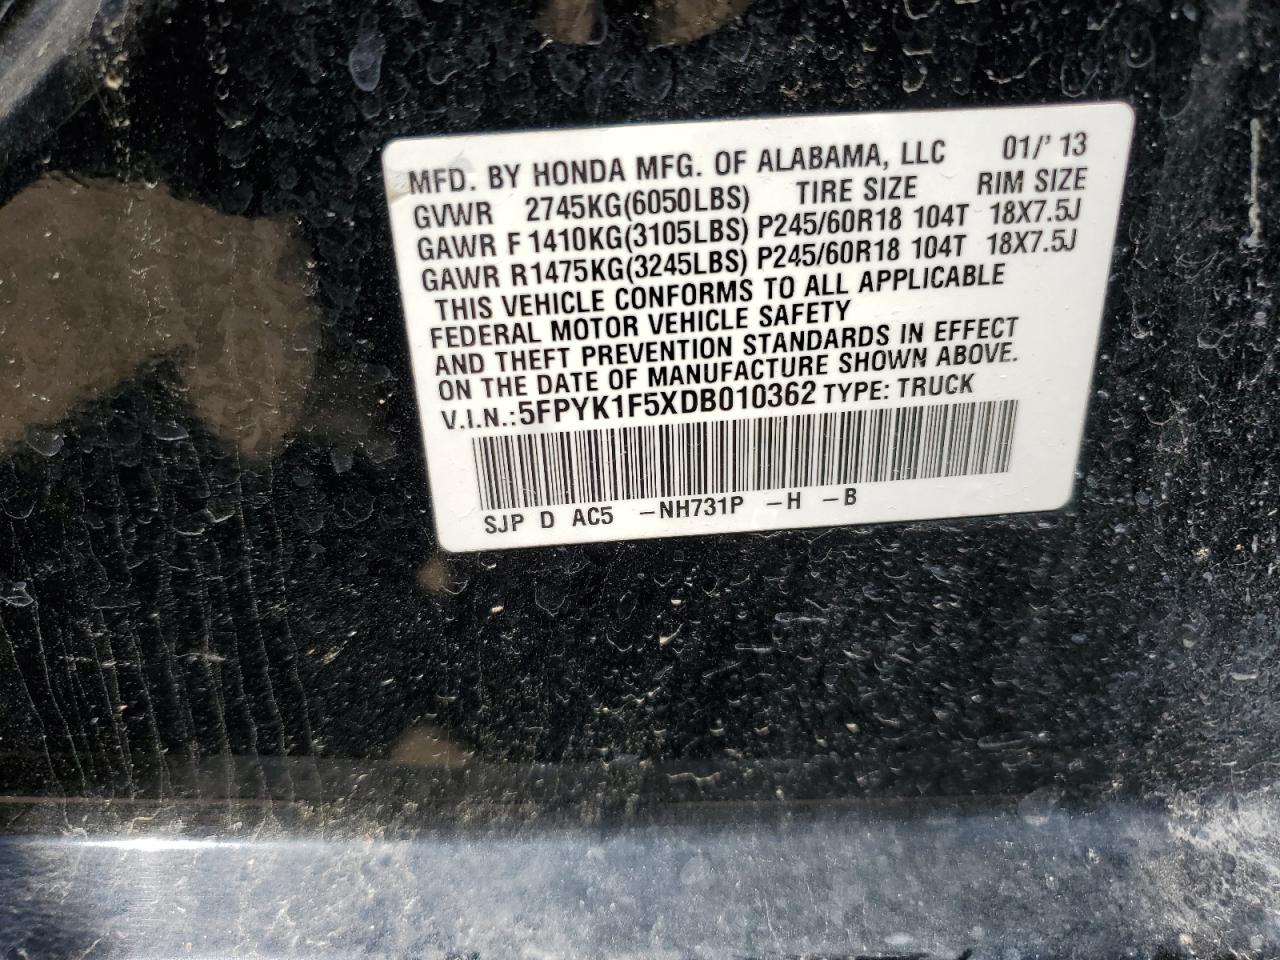 MFD. BY HONDA MFG. OF ALABAMA, LLC 01/'13
GVWR 2745KG(6050LBS) TIRE SIZE RIM SIZE
GAWR F 1410KG(3105LBS) P245/60R18 104T 18X7.5J
GAWR R1475KG(3245LBS) P245/60R18 104T 18X7.5J
THIS VEHICLE CONFORMS TO ALL APPLICABLE
FEDERAL MOTOR VEHICLE SAFETY
AND THEFT PREVENTION STANDARDS IN EFFECT
ON THE DATE OF MANUFACTURE SHOWN ABOVE.
V.I.N.:5FPYK1F5XDB010362 TYPE: TRUCK
SJP D AC5 -NH731P -H -B